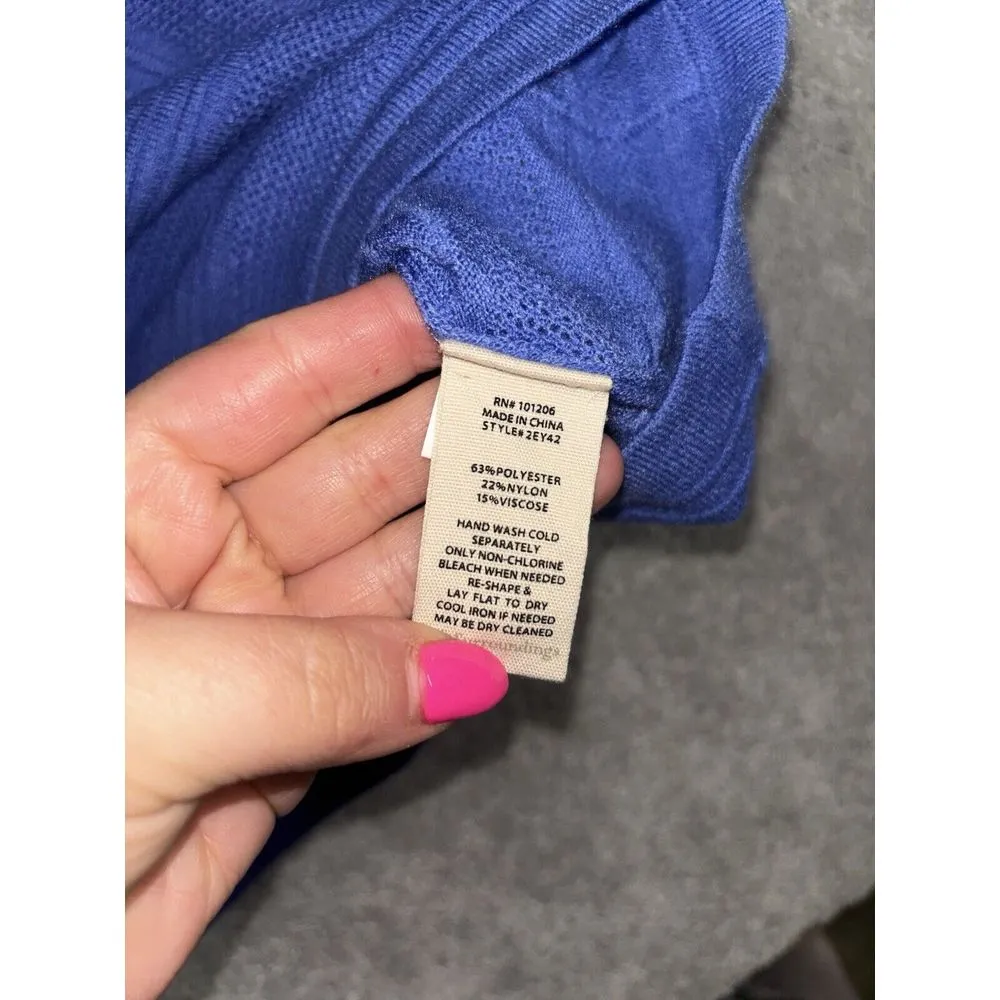 RN# 101206
MADE IN CHINA
STYLE# 2EY42
63%POLYESTER
22%NYLON
15%VISCOSE
HAND WASH COLD
SEPARATELY
ONLY NON-CHLORINE
BLEACH WHEN NEEDED
RE-SHAPE &
LAY FLAT TO DRY
COOL IRON IF NEEDED
MAY BE DRY CLEANED